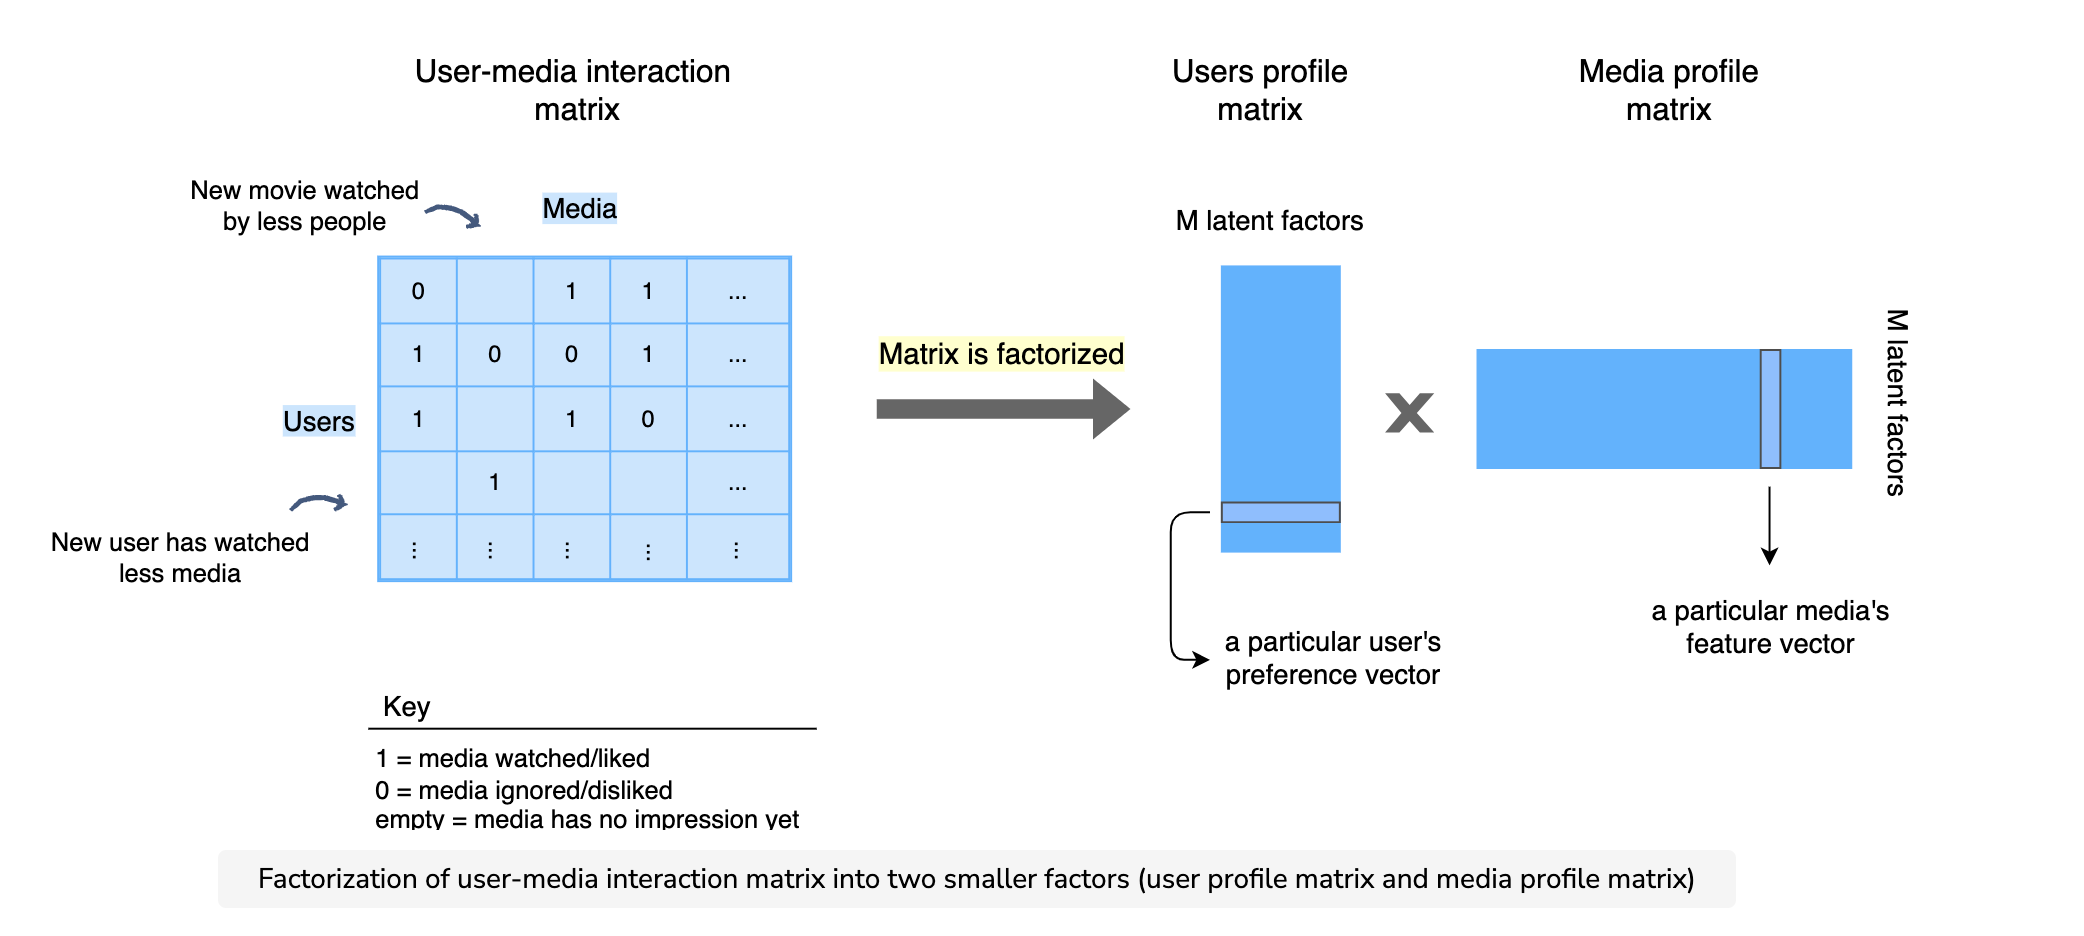 User-media interaction
matrix
Users profile
matrix
Media profile
matrix
New movie watched
by less people
Media
M latent factors
0 1 1 ...
1 0 0 1 ...
1 1 0 ...
1 ...
⋮ ⋮ ⋮ ⋮ ⋮
Users
New user has watched
less media
Matrix is factorized
x
M latent factors
a particular user's
preference vector
a particular media's
feature vector
Key
1 = media watched/liked
0 = media ignored/disliked
empty = media has no impression yet
Factorization of user-media interaction matrix into two smaller factors (user profile matrix and media profile matrix)